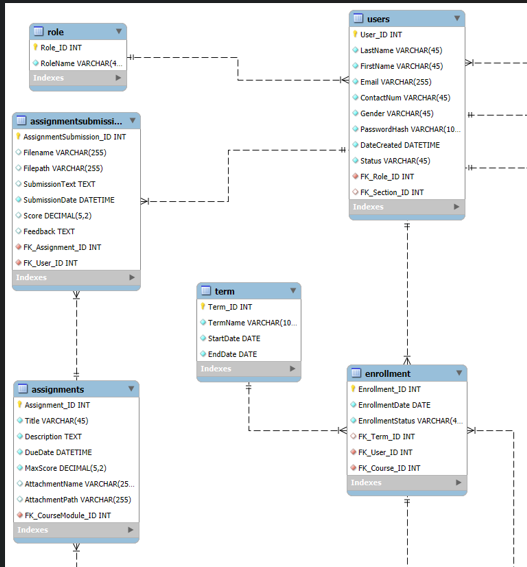 role
Role_ID INT
RoleName VARCHAR(4...
Indexes
users
User_ID INT
LastName VARCHAR(45)
FirstName VARCHAR(45)
Email VARCHAR(255)
ContactNum VARCHAR(45)
Gender VARCHAR(45)
PasswordHash VARCHAR(10...
DateCreated DATETIME
Status VARCHAR(45)
FK_Role_ID INT
FK_Section_ID INT
Indexes
assignmentsubmissi...
AssignmentSubmission_ID INT
Filename VARCHAR(255)
Filepath VARCHAR(255)
SubmissionText TEXT
SubmissionDate DATETIME
Score DECIMAL(5,2)
Feedback TEXT
FK_Assignment_ID INT
FK_User_ID INT
Indexes
term
Term_ID INT
TermName VARCHAR(10...
StartDate DATE
EndDate DATE
Indexes
assignments
Assignment_ID INT
Title VARCHAR(45)
Description TEXT
DueDate DATETIME
MaxScore DECIMAL(5,2)
AttachmentName VARCHAR(25...
AttachmentPath VARCHAR(255)
FK_CourseModule_ID INT
Indexes
enrollment
Enrollment_ID INT
EnrollmentDate DATE
EnrollmentStatus VARCHAR(4...
FK_Term_ID INT
FK_User_ID INT
FK_Course_ID INT
Indexes